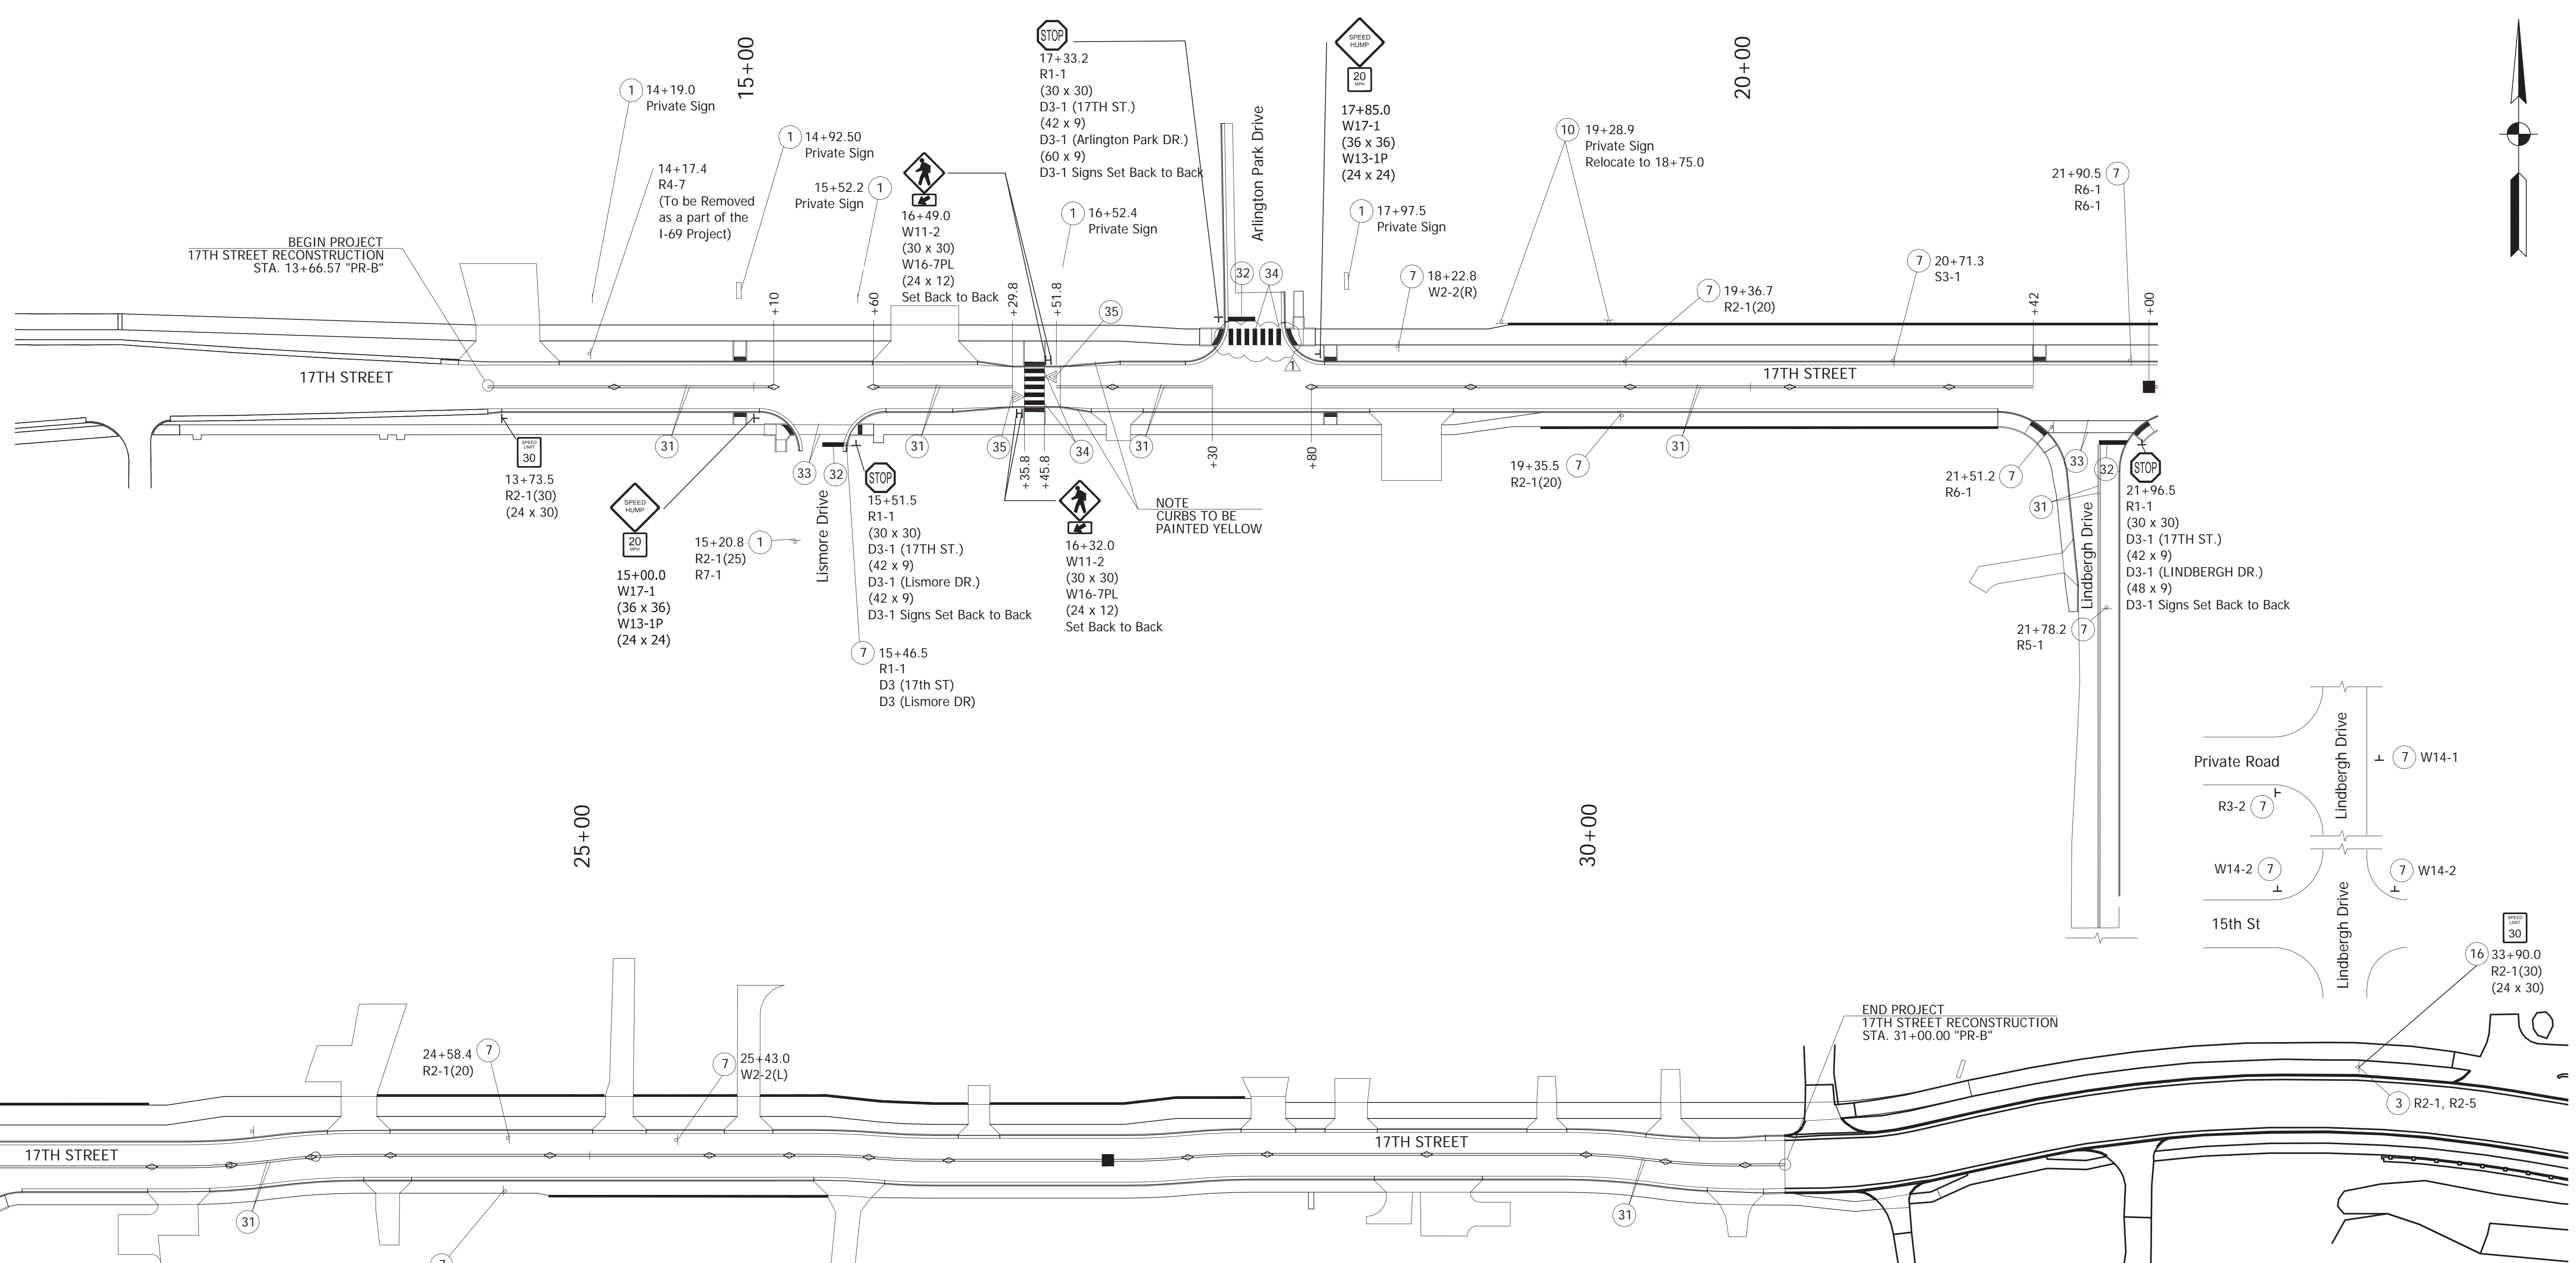 15+00
20+00
1
14+19.0
Private Sign
14+17.4
R4-7
(To be Removed
as a part of the
I-69 Project)
1
14+92.50
Private Sign
15+52.2
Private Sign
1
16+49.0
W11-2
(30 x 30)
W16-7PL
(24 x 12)
Set Back to Back
STOP
17+33.2
R1-1
(30 x 30)
D3-1 (17TH ST.)
(42 x 9)
D3-1 (Arlington Park DR.)
(60 x 9)
D3-1 Signs Set Back to Back
1
16+52.4
Private Sign
Arlington Park Drive
SPEED
HUMP
20
MPH
17+85.0
W17-1
(36 x 36)
W13-1P
(24 x 24)
1
17+97.5
Private Sign
7
18+22.8
W2-2(R)
10
19+28.9
Private Sign
Relocate to 18+75.0
7
19+36.7
R2-1(20)
7
20+71.3
S3-1
21+90.5
R6-1
R6-1
7
BEGIN PROJECT
17TH STREET RECONSTRUCTION
STA. 13+66.57 "PR-B"
+10
+60
+29.8
+51.8
35
32
34
1
+42
+00
17TH STREET
17TH STREET
SPEED
LIMIT
30
13+73.5
R2-1(30)
(24 x 30)
31
SPEED
HUMP
20
MPH
15+00.0
W17-1
(36 x 36)
W13-1P
(24 x 24)
15+20.8
R2-1(25)
R7-1
1
33
32
Lismore Drive
STOP
15+51.5
R1-1
(30 x 30)
D3-1 (17TH ST.)
(42 x 9)
D3-1 (Lismore DR.)
(42 x 9)
D3-1 Signs Set Back to Back
7
15+46.5
R1-1
D3 (17th ST)
D3 (Lismore DR)
31
35
+35.8
+45.8
34
31
+30
+80
16+32.0
W11-2
(30 x 30)
W16-7PL
(24 x 12)
Set Back to Back
NOTE
CURBS TO BE
PAINTED YELLOW
19+35.5
R2-1(20)
7
31
21+51.2
R6-1
7
33
32
31
Lindbergh Drive
STOP
21+96.5
R1-1
(30 x 30)
D3-1 (17TH ST.)
(42 x 9)
D3-1 (LINDBERGH DR.)
(48 x 9)
D3-1 Signs Set Back to Back
21+78.2
R5-1
7
Private Road
Lindbergh Drive
7
W14-1
R3-2
7
W14-2
7
7
W14-2
15th St
Lindbergh Drive
25+00
30+00
24+58.4
R2-1(20)
7
7
25+43.0
W2-2(L)
17TH STREET
17TH STREET
31
31
END PROJECT
17TH STREET RECONSTRUCTION
STA. 31+00.00 "PR-B"
SPEED
LIMIT
30
16
33+90.0
R2-1(30)
(24 x 30)
3
R2-1, R2-5